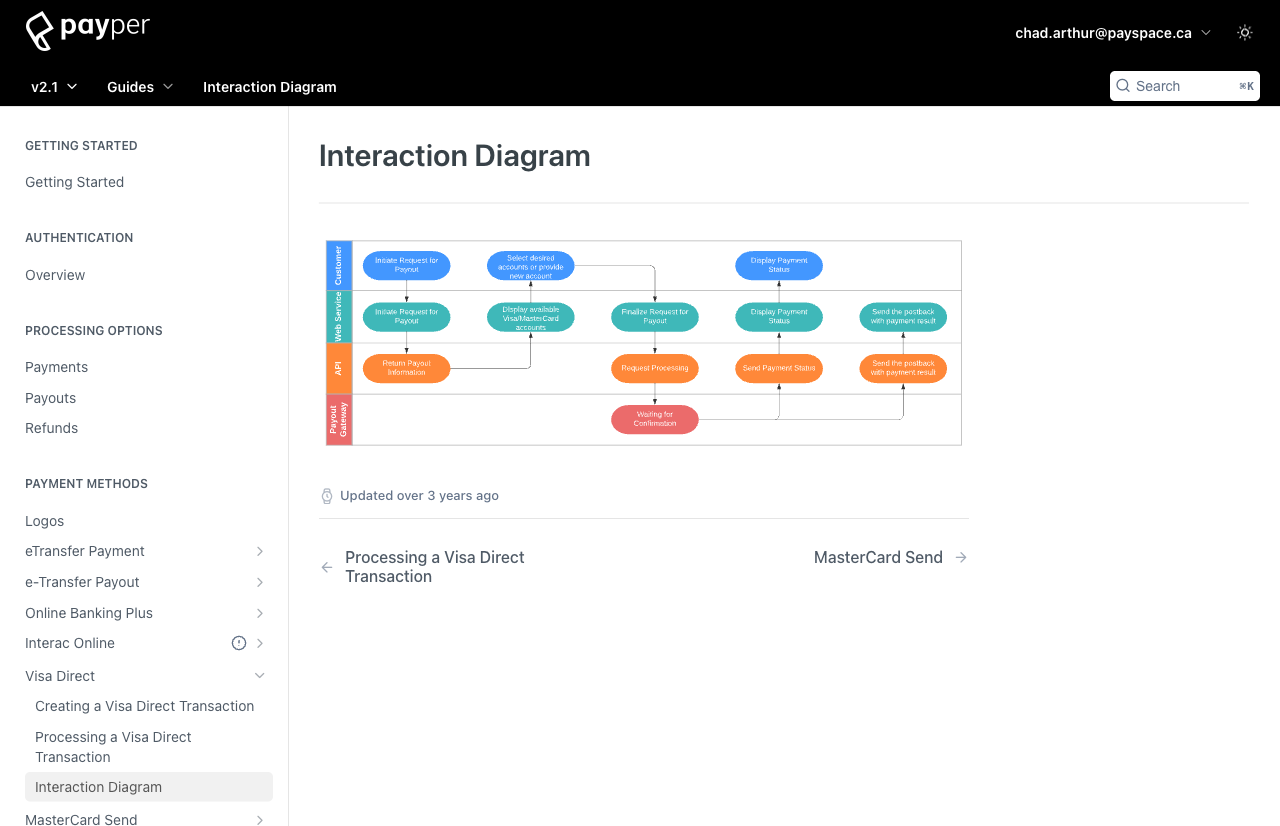 payper
chad.arthur@payspace.ca
v2.1
Guides
Interaction Diagram
Search
⌘K
GETTING STARTED
Getting Started
AUTHENTICATION
Overview
PROCESSING OPTIONS
Payments
Payouts
Refunds
PAYMENT METHODS
Logos
eTransfer Payment
e-Transfer Payout
Online Banking Plus
Interac Online
Visa Direct
Creating a Visa Direct Transaction
Processing a Visa Direct
Transaction
Interaction Diagram
MasterCard Send
Interaction Diagram
Customer
Initiate Request for
Payout
Select desired
accounts or provide
new account
Display Payment
Status
Web Service
Initiate Request for
Payout
Display available
Visa/MasterCard
accounts
Finalize Request for
Payout
Display Payment
Status
Send the postback
with payment result
API
Return Payout
Information
Request Processing
Send Payment Status
Send the postback
with payment result
Payout
Gateway
Waiting for
Confirmation
Updated over 3 years ago
Processing a Visa Direct
Transaction
MasterCard Send